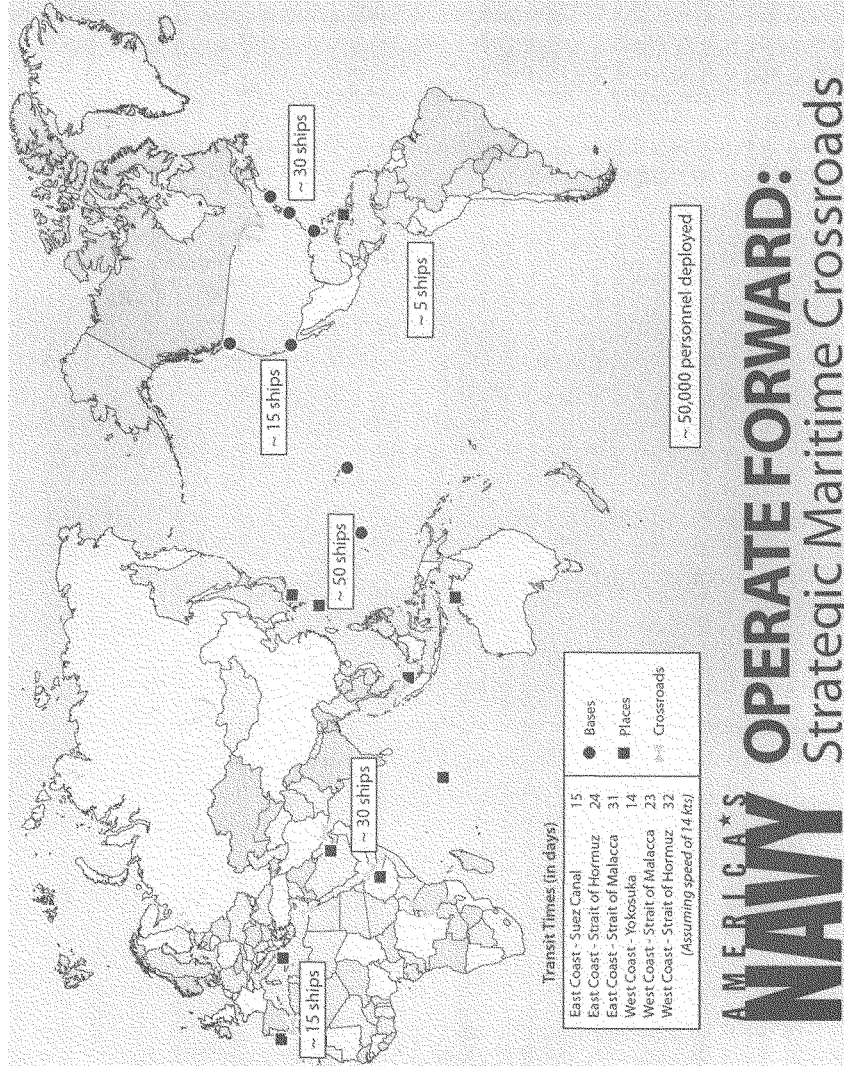 AMERICA'S
NAVY
OPERATE FORWARD:
Strategic Maritime Crossroads
~ 15 ships
~ 30 ships
~ 50 ships
~ 15 ships
~ 30 ships
~ 5 ships
~ 50,000 personnel deployed
Transit Times (in days)
East Coast - Suez Canal 15
East Coast - Strait of Hormuz 24
East Coast - Strait of Malacca 31
West Coast - Yokosuka 14
West Coast - Strait of Malacca 23
West Coast - Strait of Hormuz 32
(Assuming speed of 14 kts)
Bases
Places
Crossroads